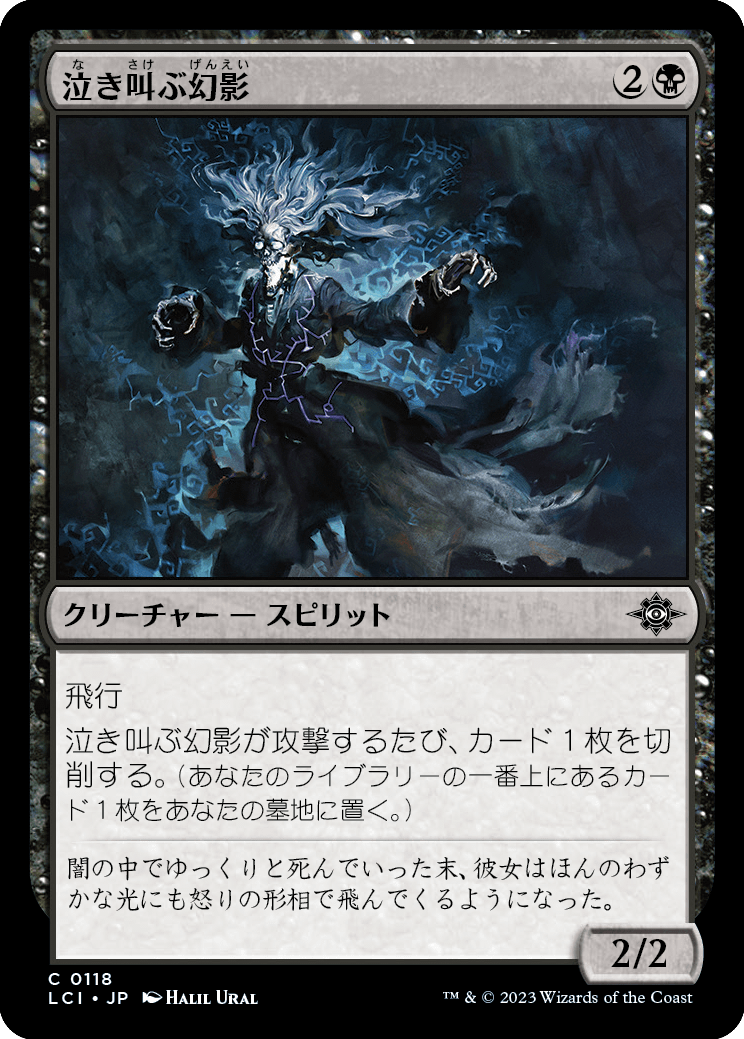 泣き叫ぶ幻影
な さけ げんえい
2
クリーチャー — スピリット
飛行
泣き叫ぶ幻影が攻撃するたび、カード１枚を切
削する。（あなたのライブラリーの一番上にあるカー
ド１枚をあなたの墓地に置く。）
闇の中でゆっくりと死んでいった末、彼女はほんのわず
かな光にも怒りの形相で飛んでくるようになった。
2/2
C 0118
LCI • JP Halil Ural
™ & © 2023 Wizards of the Coast